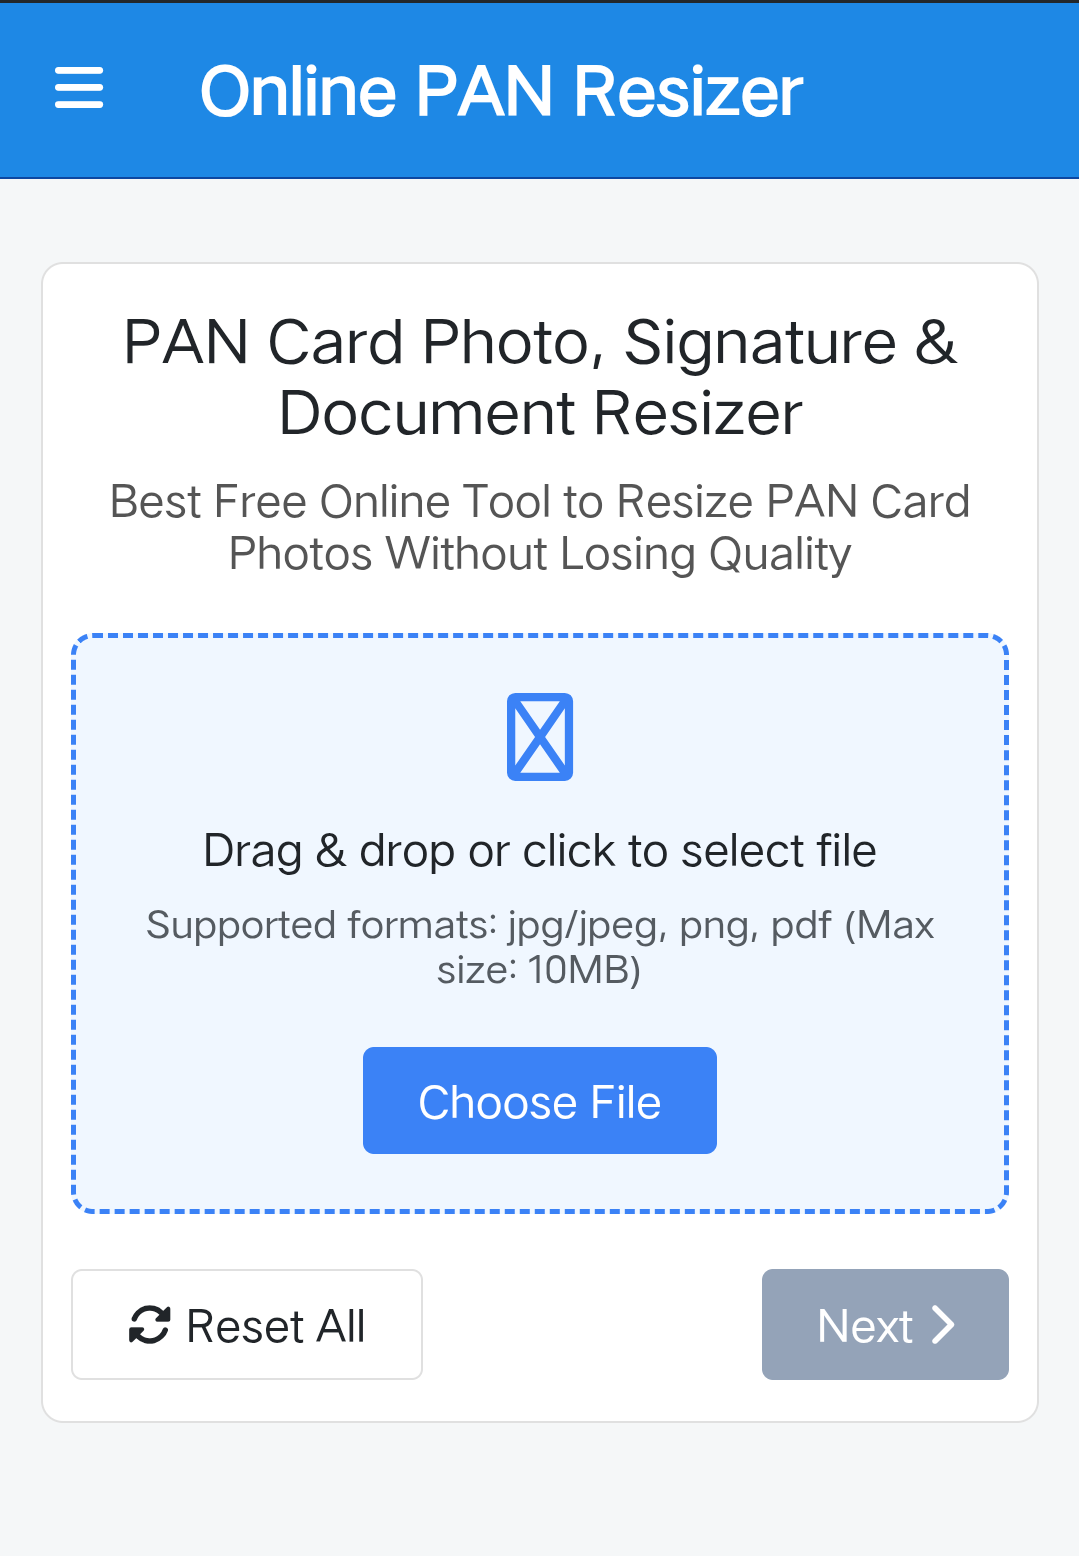 Online PAN Resizer
PAN Card Photo, Signature &
Document Resizer
Best Free Online Tool to Resize PAN Card
Photos Without Losing Quality
Drag & drop or click to select file
Supported formats: jpg/jpeg, png, pdf (Max
size: 10MB)
Choose File
Reset All
Next